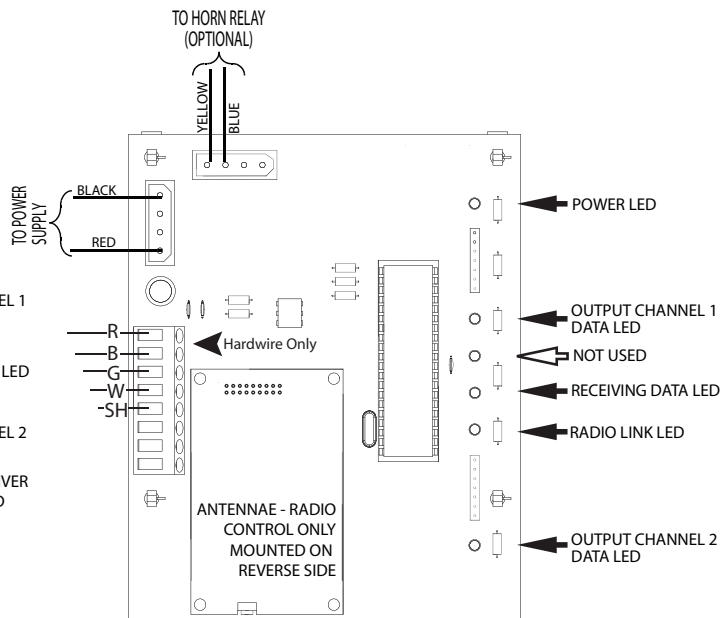 TO HORN RELAY
(OPTIONAL)
YELLOW
BLUE
TO POWER
SUPPLY
BLACK
RED
POWER LED
EL 1
OUTPUT CHANNEL 1
DATA LED
R
Hardwire Only
B
NOT USED
LED
G
W
RECEIVING DATA LED
SH
EL 2
RADIO LINK LED
VER
ANTENNAE - RADIO
CONTROL ONLY
MOUNTED ON
REVERSE SIDE
OUTPUT CHANNEL 2
DATA LED